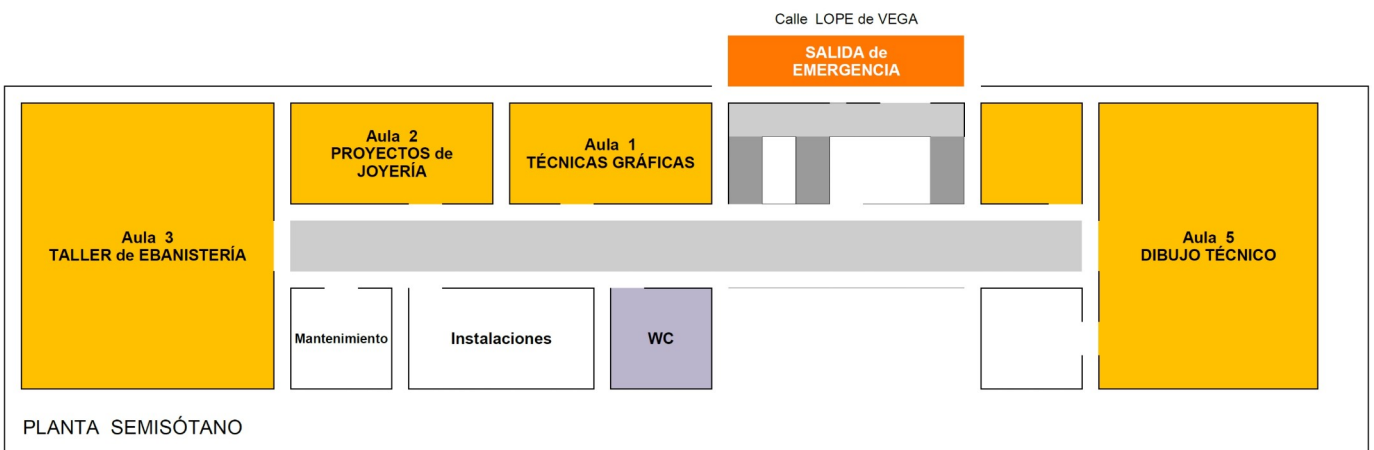 Calle LOPE de VEGA
SALIDA de
EMERGENCIA
Aula 2
PROYECTOS de
JOYERÍA
Aula 1
TÉCNICAS GRÁFICAS
Aula 3
TALLER de EBANISTERÍA
Aula 5
DIBUJO TÉCNICO
Mantenimiento
Instalaciones
WC
PLANTA SEMISÓTANO